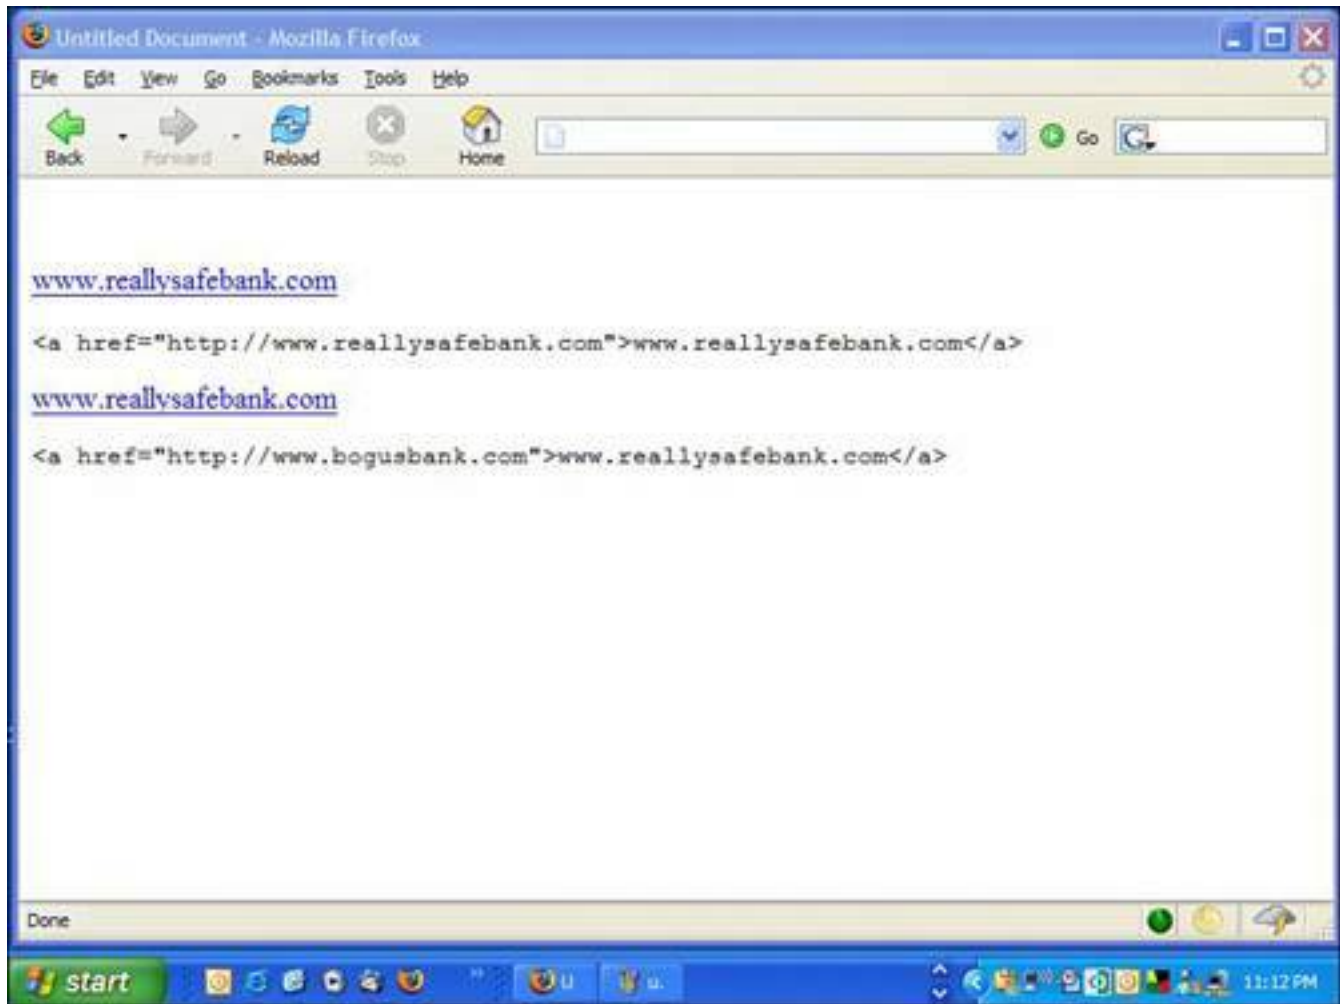 Untitled Document - Mozilla Firefox
File Edit View Go Bookmarks Tools Help
Back Forward Reload Stop Home Go G
www.reallysafebank.com
<a href="http://www.reallysafebank.com">www.reallysafebank.com</a>
www.reallysafebank.com
<a href="http://www.bogusbank.com">www.reallysafebank.com</a>
Done
start U u. 11:12 PM